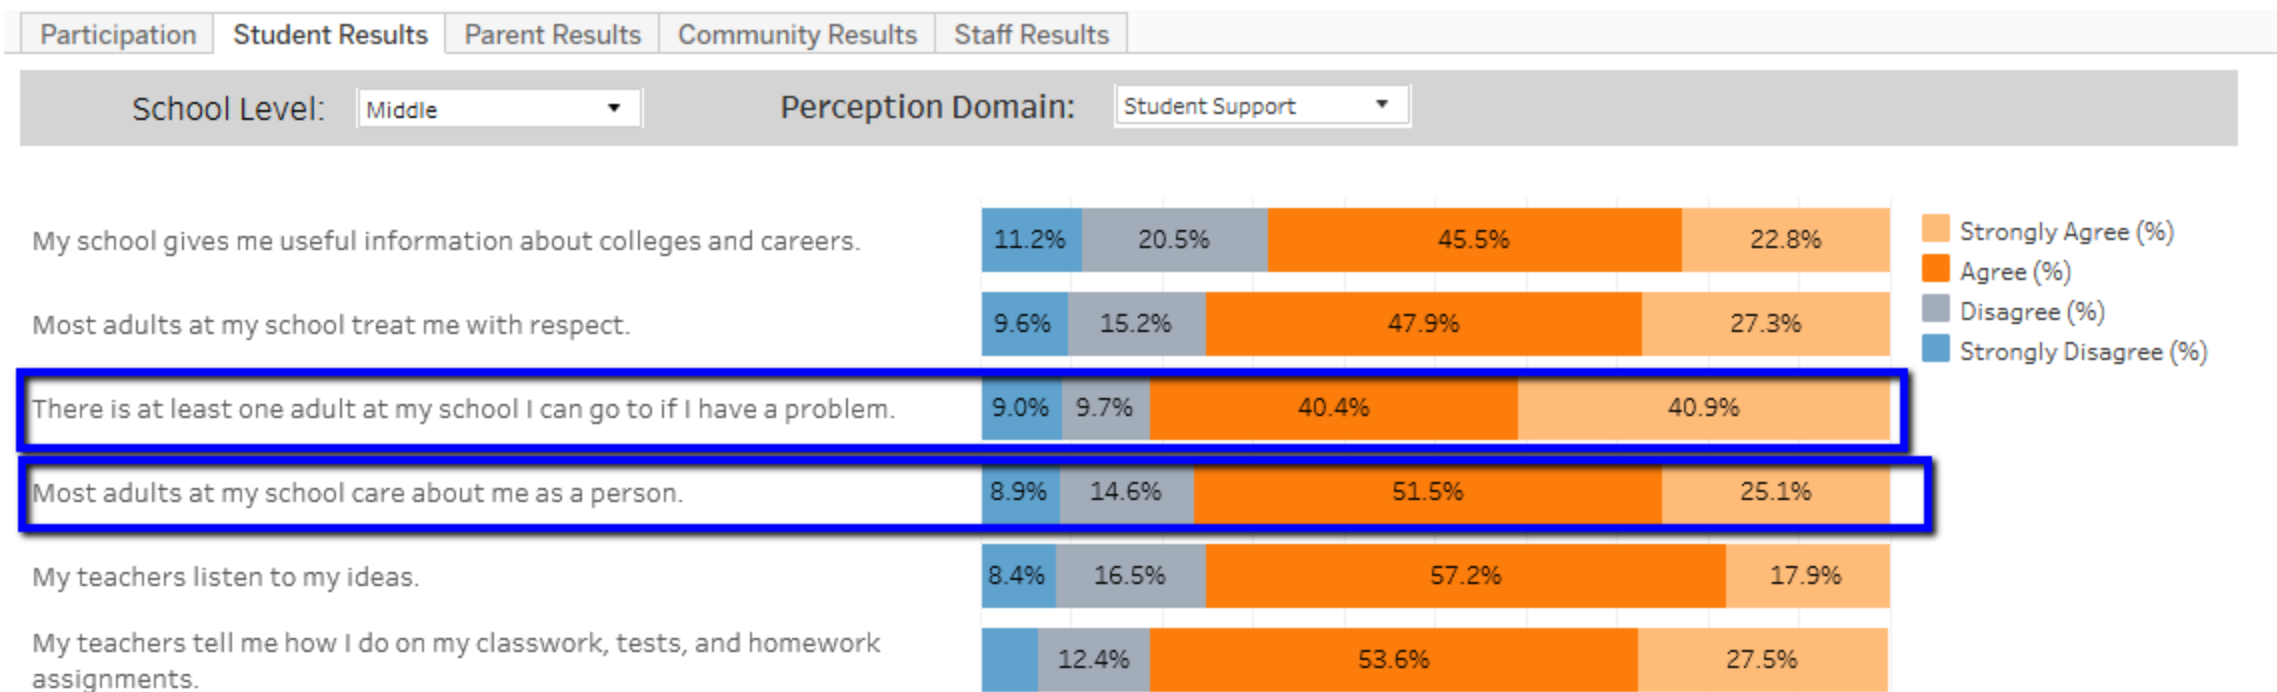 Participation Student Results Parent Results Community Results Staff Results
School Level: Middle Perception Domain: Student Support
My school gives me useful information about colleges and careers. 11.2% 20.5% 45.5% 22.8%
Strongly Agree (%)
Agree (%)
Most adults at my school treat me with respect. 9.6% 15.2% 47.9% 27.3%
Disagree (%)
Strongly Disagree (%)
There is at least one adult at my school I can go to if I have a problem. 9.0% 9.7% 40.4% 40.9%
Most adults at my school care about me as a person. 8.9% 14.6% 51.5% 25.1%
My teachers listen to my ideas. 8.4% 16.5% 57.2% 17.9%
My teachers tell me how I do on my classwork, tests, and homework
assignments. 12.4% 53.6% 27.5%